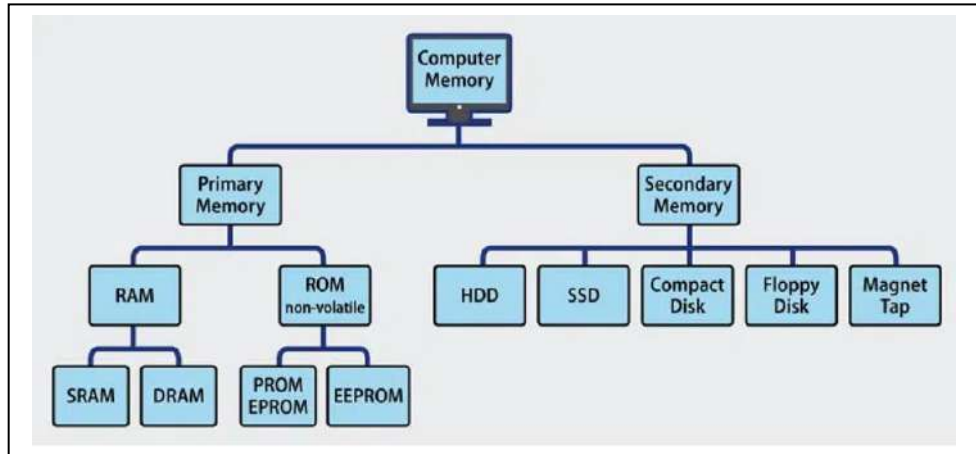 Computer
Memory
Primary
Memory
Secondary
Memory
RAM
ROM
non-volatile
HDD
SSD
Compact
Disk
Floppy
Disk
Magnet
Tap
SRAM
DRAM
PROM
EPROM
EEPROM